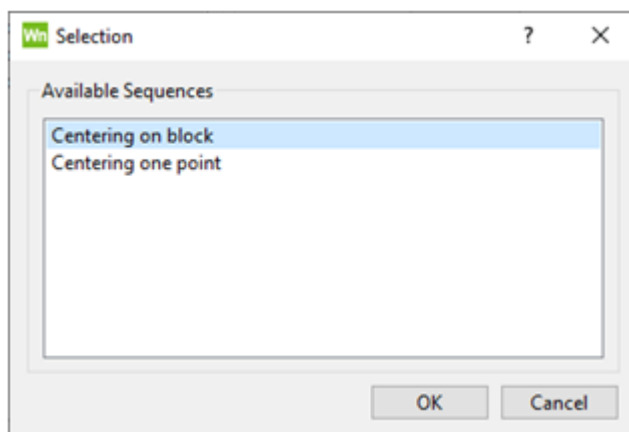 Wn Selection ?
Available Sequences
Centering on block
Centering one point
OK Cancel